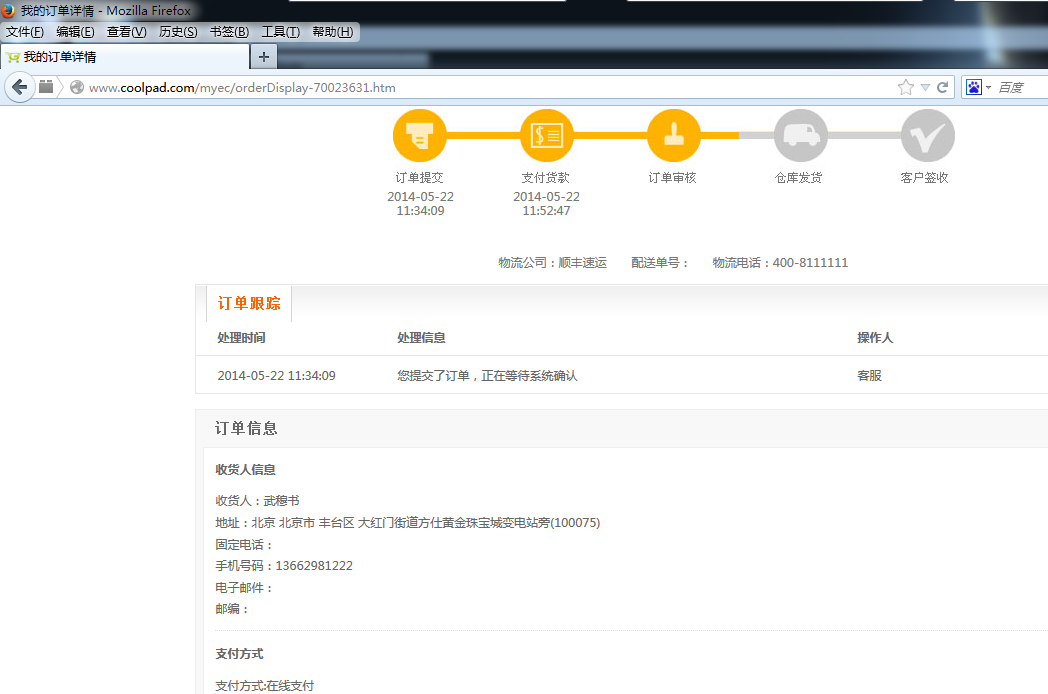 我的订单详情 - Mozilla Firefox
文件(F) 编辑(E) 查看(V) 历史(S) 书签(B) 工具(T) 帮助(H)
我的订单详情
www.coolpad.com/myec/orderDisplay-70023631.htm 百度
订单提交 支付货款 订单审核 仓库发货 客户签收
2014-05-22 2014-05-22
11:34:09 11:52:47
物流公司：顺丰速运 配送单号： 物流电话：400-8111111
订单跟踪
处理时间 处理信息 操作人
2014-05-22 11:34:09 您提交了订单，正在等待系统确认 客服
订单信息
收货人信息
收货人：武穆书
地址：北京 北京市 丰台区 大红门街道方仕黄金珠宝城变电站旁(100075)
固定电话：
手机号码：13662981222
电子邮件：
邮编：
支付方式
支付方式:在线支付